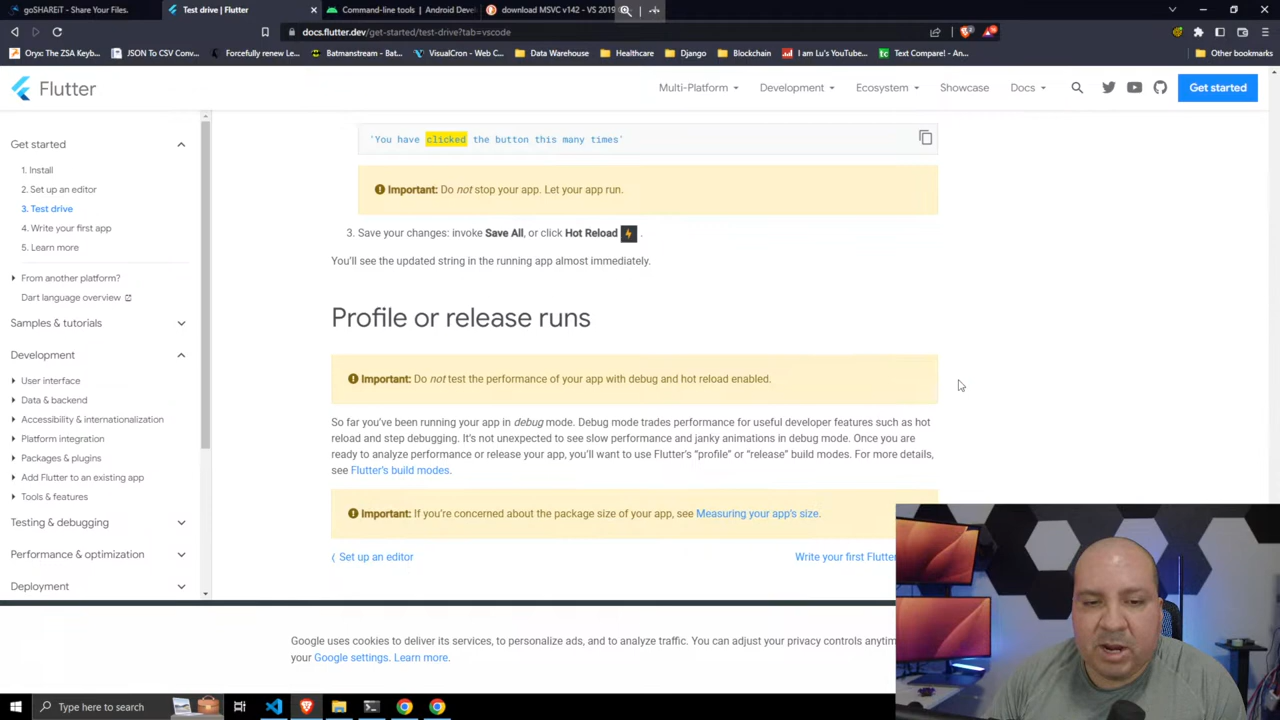 goSHAREiT - Share Your Files.
Test drive | Flutter
Command-line tools | Android Devel
download MSVC v142 - VS 2019
docs.flutter.dev/get-started/test-drive?tab=vscode
Oryx: The ZSA Keyb...
JSON To CSV Conv...
Forcefully renew Le...
Batmanstream - Bat...
VisualCron - Web C...
Data Warehouse
Healthcare
Django
Blockchain
I am Lu's YouTube...
Text Compare! - An...
Other bookmarks
Flutter
Multi-Platform
Development
Ecosystem
Showcase
Docs
Get started
Get started
1. Install
2. Set up an editor
3. Test drive
4. Write your first app
5. Learn more
From another platform?
Dart language overview
Samples & tutorials
Development
User interface
Data & backend
Accessibility & internationalization
Platform integration
Packages & plugins
Add Flutter to an existing app
Tools & features
Testing & debugging
Performance & optimization
Deployment
'You have clicked the button this many times'
Important: Do not stop your app. Let your app run.
3. Save your changes: invoke Save All, or click Hot Reload .
You'll see the updated string in the running app almost immediately.
Profile or release runs
Important: Do not test the performance of your app with debug and hot reload enabled.
So far you've been running your app in debug mode. Debug mode trades performance for useful developer features such as hot
reload and step debugging. It's not unexpected to see slow performance and janky animations in debug mode. Once you are
ready to analyze performance or release your app, you'll want to use Flutter's "profile" or "release" build modes. For more details,
see Flutter's build modes.
Important: If you're concerned about the package size of your app, see Measuring your app's size.
Set up an editor
Write your first Flutter
Google uses cookies to deliver its services, to personalize ads, and to analyze traffic. You can adjust your privacy controls anytim
your Google settings. Learn more.
Type here to search